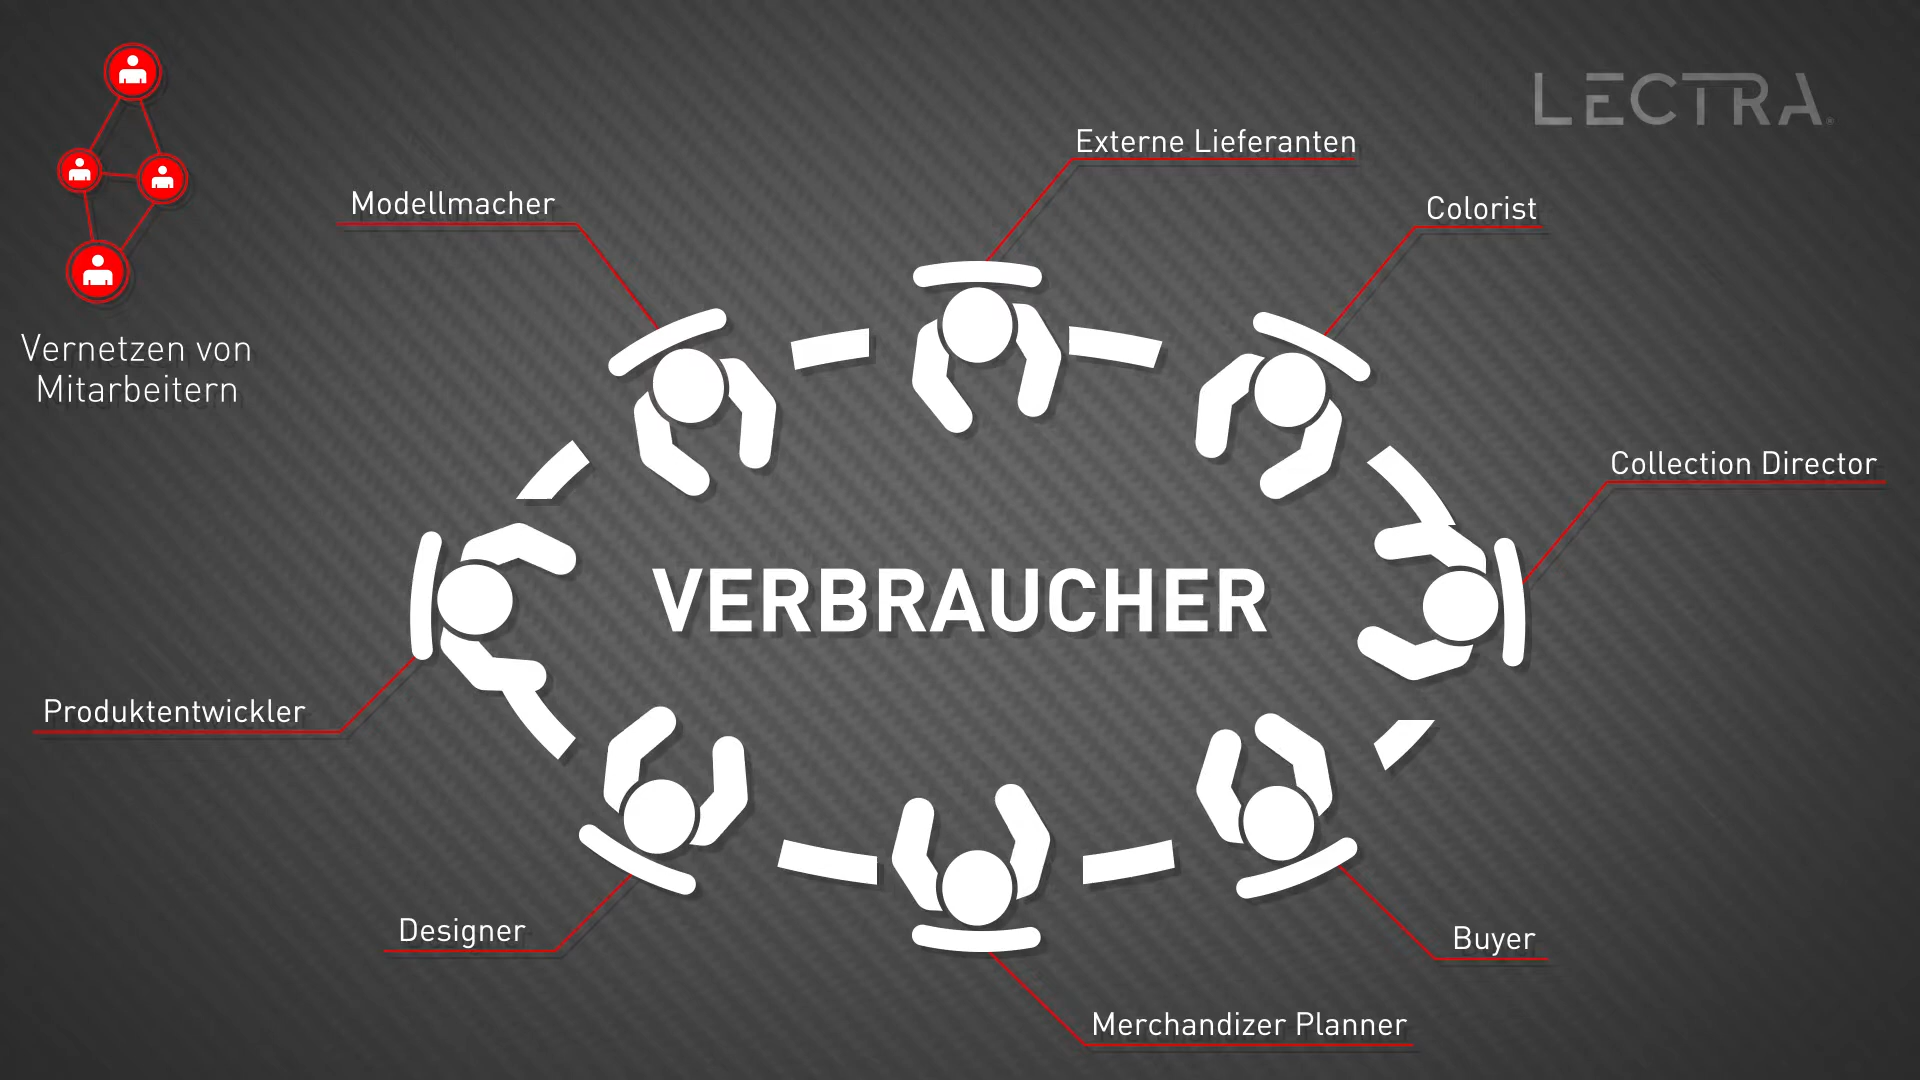 LECTRA
Externe Lieferanten
Modellmacher
Colorist
Vernetzen von
Mitarbeitern
Collection Director
VERBRAUCHER
Produktentwickler
Designer
Buyer
Merchandizer Planner